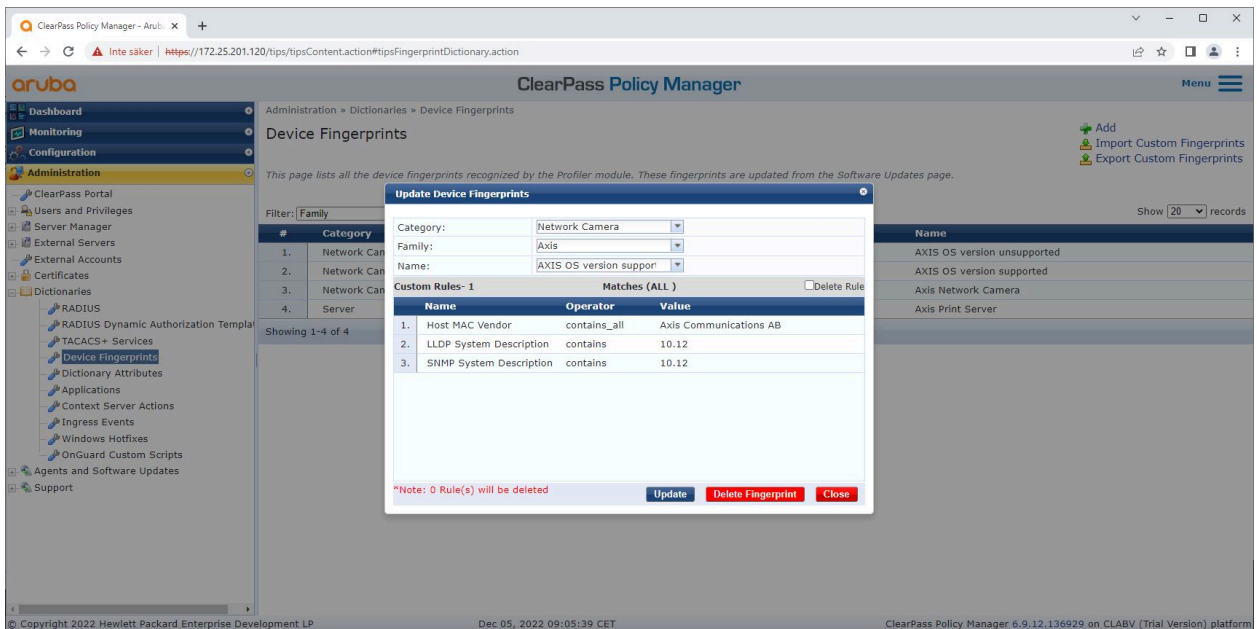 ClearPass Policy Manager - Arub
Inte säker | https://172.25.201.120/tips/tipsContent.action#tipsFingerprintDictionary.action
aruba
ClearPass Policy Manager
Menu
Dashboard
Monitoring
Configuration
Administration
ClearPass Portal
Users and Privileges
Server Manager
External Servers
External Accounts
Certificates
Dictionaries
RADIUS
RADIUS Dynamic Authorization Templa
TACACS+ Services
Device Fingerprints
Dictionary Attributes
Applications
Context Server Actions
Ingress Events
Windows Hotfixes
OnGuard Custom Scripts
Agents and Software Updates
Support
Administration » Dictionaries » Device Fingerprints
Device Fingerprints
Add
Import Custom Fingerprints
Export Custom Fingerprints
This page lists all the device fingerprints recognized by the Profiler module. These fingerprints are updated from the Software Updates page.
Filter: Family
Show 20 records
# Category Name
1. Network Cam AXIS OS version unsupported
2. Network Cam AXIS OS version supported
3. Network Cam Axis Network Camera
4. Server Axis Print Server
Showing 1-4 of 4
Update Device Fingerprints
Category: Network Camera
Family: Axis
Name: AXIS OS version suppor
Custom Rules- 1 Matches (ALL ) Delete Rule
Name Operator Value
1. Host MAC Vendor contains_all Axis Communications AB
2. LLDP System Description contains 10.12
3. SNMP System Description contains 10.12
*Note: 0 Rule(s) will be deleted
Update Delete Fingerprint Close
© Copyright 2022 Hewlett Packard Enterprise Development LP
Dec 05, 2022 09:05:39 CET
ClearPass Policy Manager 6.9.12.136929 on CLABV (Trial Version) platform